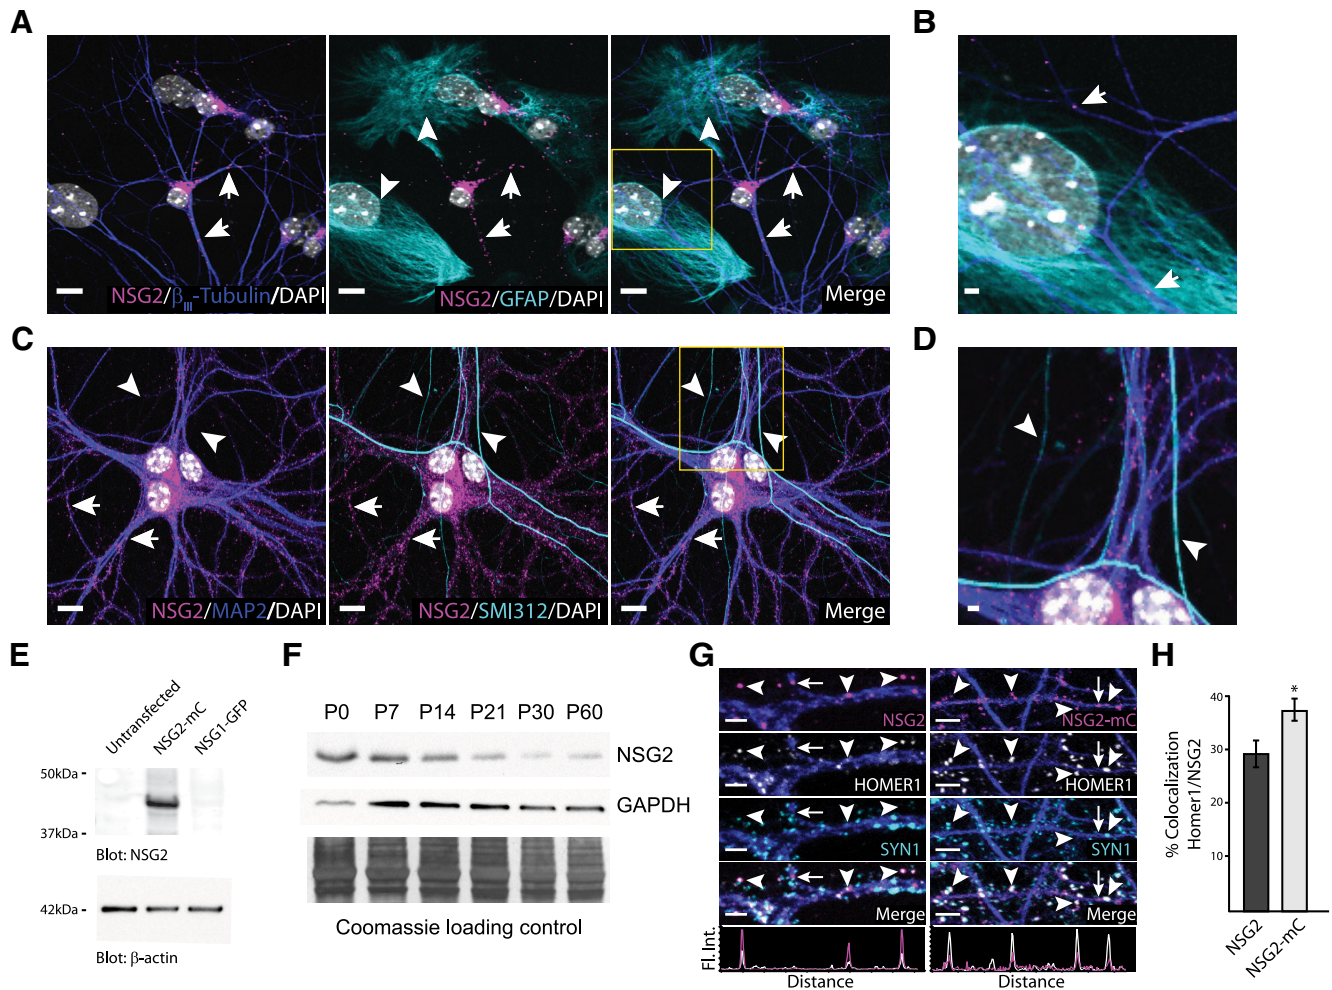 A
B
NSG2/βIII-Tubulin/DAPI
NSG2/GFAP/DAPI
Merge
C
D
NSG2/MAP2/DAPI
NSG2/SMI312/DAPI
Merge
E
Untransfected
NSG2-mC
NSG1-GFP
50kDa -
37kDa -
Blot: NSG2
42kDa -
Blot: β-actin
F
P0 P7 P14 P21 P30 P60
NSG2
GAPDH
Coomassie loading control
G
NSG2
NSG2-mC
HOMER1
HOMER1
SYN1
SYN1
Merge
Merge
Fl. Int.
Distance
Distance
H
% Colocalization
Homer1/NSG2
40
30
20
10
*
NSG2
NSG2-mC